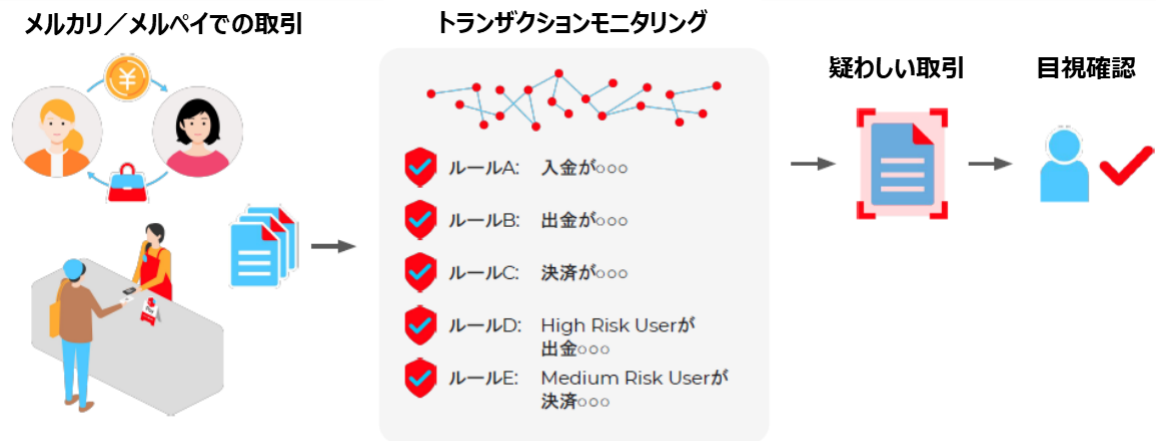 メルカリ／メルペイでの取引
トランザクションモニタリング
疑わしい取引
目視確認
¥
ルールA: 入金が○○○
ルールB: 出金が○○○
ルールC: 決済が○○○
ルールD: High Risk Userが
出金○○○
ルールE: Medium Risk Userが
決済○○○